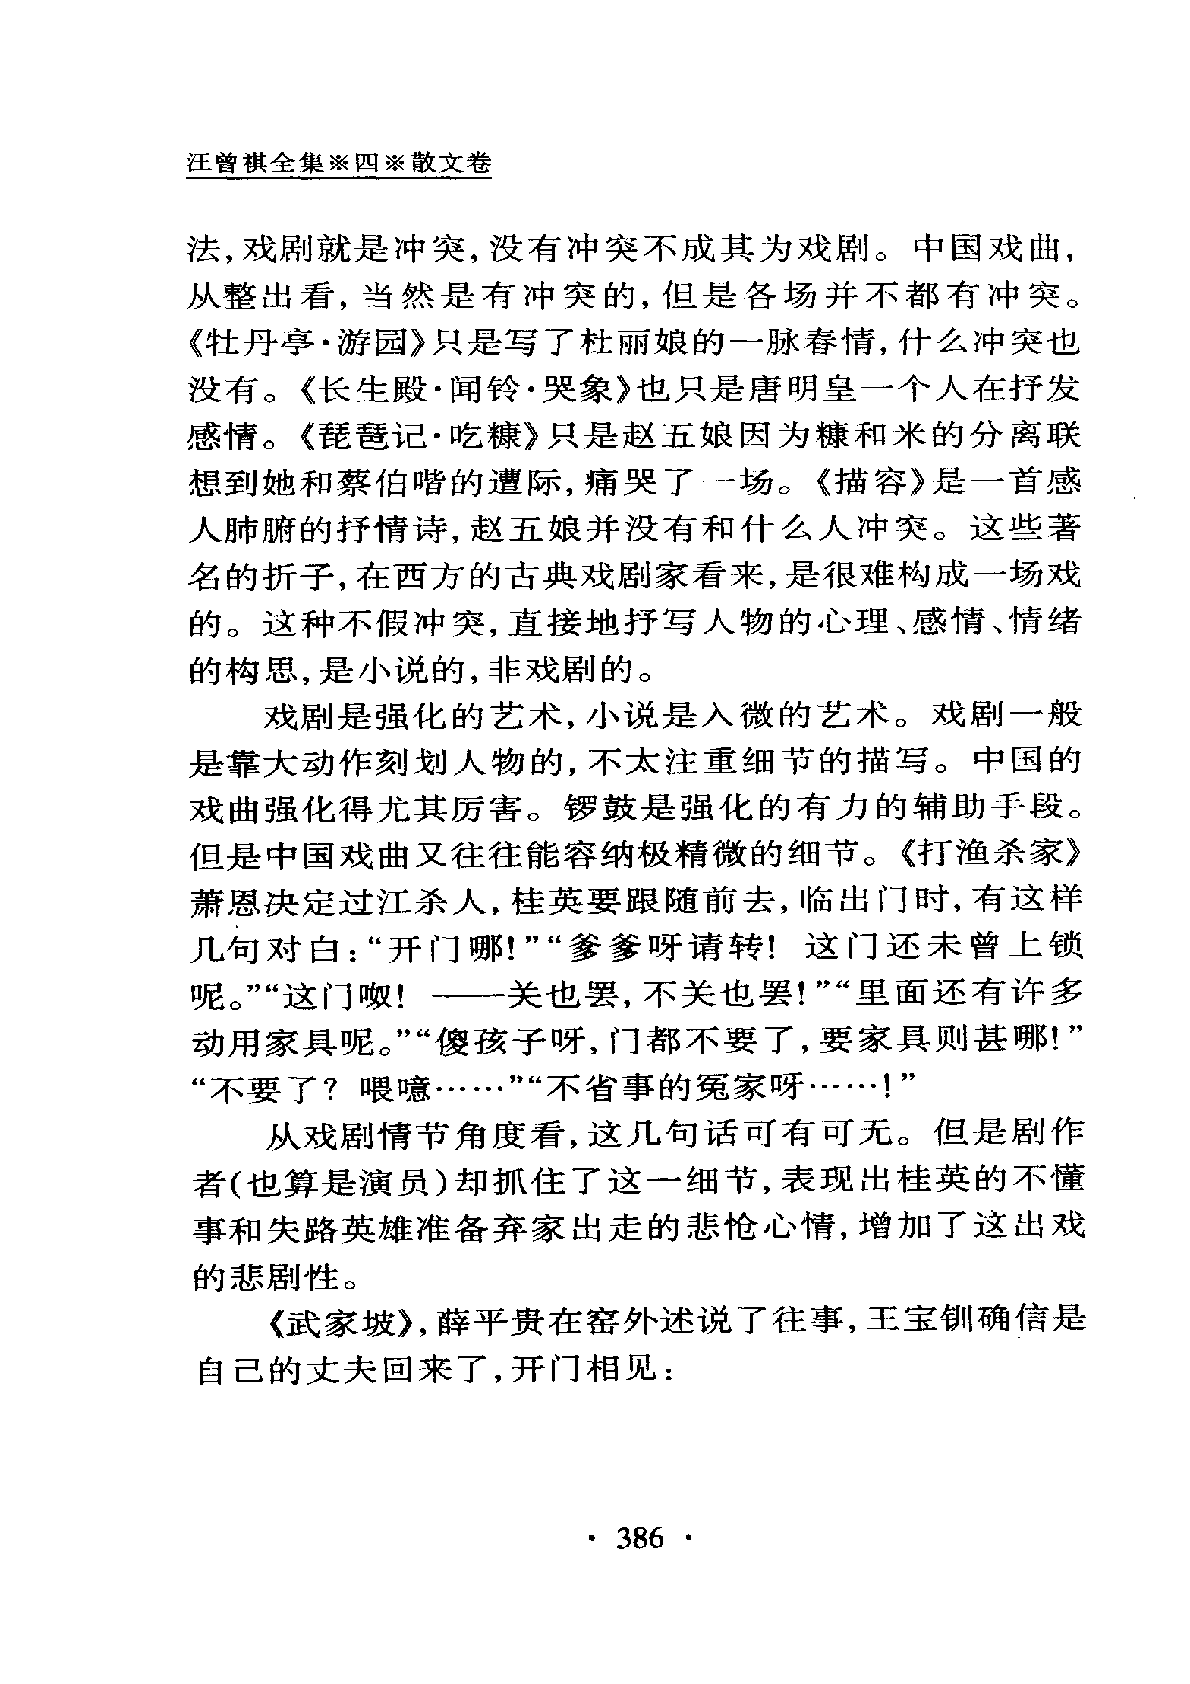 汪曾祺全集※四※散文卷
法,戏剧就是冲突,没有冲突不成其为戏剧。中国戏曲,
从整出看,当然是有冲突的,但是各场并不都有冲突。
《牡丹亭·游园》只是写了杜丽娘的一脉春情,什么冲突也
没有。《长生殿·闻铃·哭象》也只是唐明皇一个人在抒发
感情。《琵琶记·吃糠》只是赵五娘因为糠和米的分离联
想到她和蔡伯喈的遭际,痛哭了一场。《描容》是一首感
人肺腑的抒情诗,赵五娘并没有和什么人冲突。这些著
名的折子,在西方的古典戏剧家看来,是很难构成一场戏
的。这种不假冲突,直接地抒写人物的心理、感情、情绪
的构思,是小说的,非戏剧的。
戏剧是强化的艺术,小说是入微的艺术。戏剧一般
是靠大动作刻划人物的,不太注重细节的描写。中国的
戏曲强化得尤其厉害。锣鼓是强化的有力的辅助手段。
但是中国戏曲又往往能容纳极精微的细节。《打渔杀家》
萧恩决定过江杀人,桂英要跟随前去,临出门时,有这样
几句对白:“开门哪!”“爹爹呀请转! 这门还未曾上锁
呢。”“这门呶! ——关也罢,不关也罢!”“里面还有许多
动用家具呢。”“傻孩子呀,门都不要了,要家具则甚哪!”
“不要了? 喂噫……”“不省事的冤家呀……!”
从戏剧情节角度看,这几句话可有可无。但是剧作
者(也算是演员)却抓住了这一细节,表现出桂英的不懂
事和失路英雄准备弃家出走的悲怆心情,增加了这出戏
的悲剧性。
《武家坡》,薛平贵在窑外述说了往事,王宝钏确信是
自己的丈夫回来了,开门相见:
· 386 ·